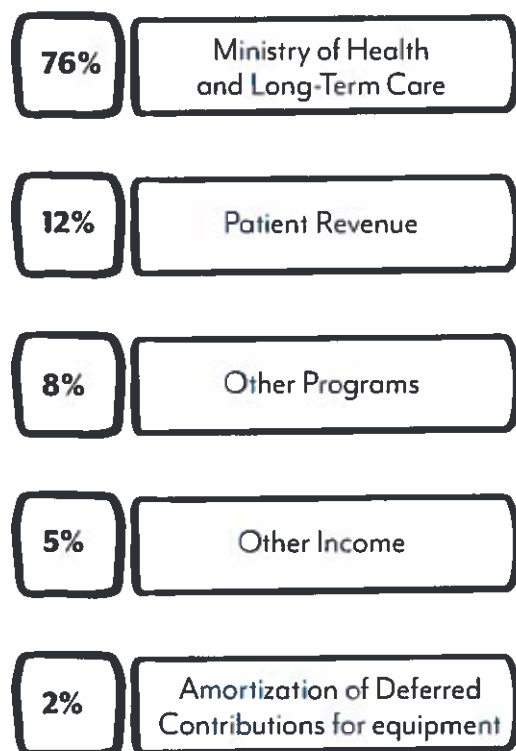 76%
Ministry of Health
and Long-Term Care
12%
Patient Revenue
8%
Other Programs
5%
Other Income
2%
Amortization of Deferred
Contributions for equipment